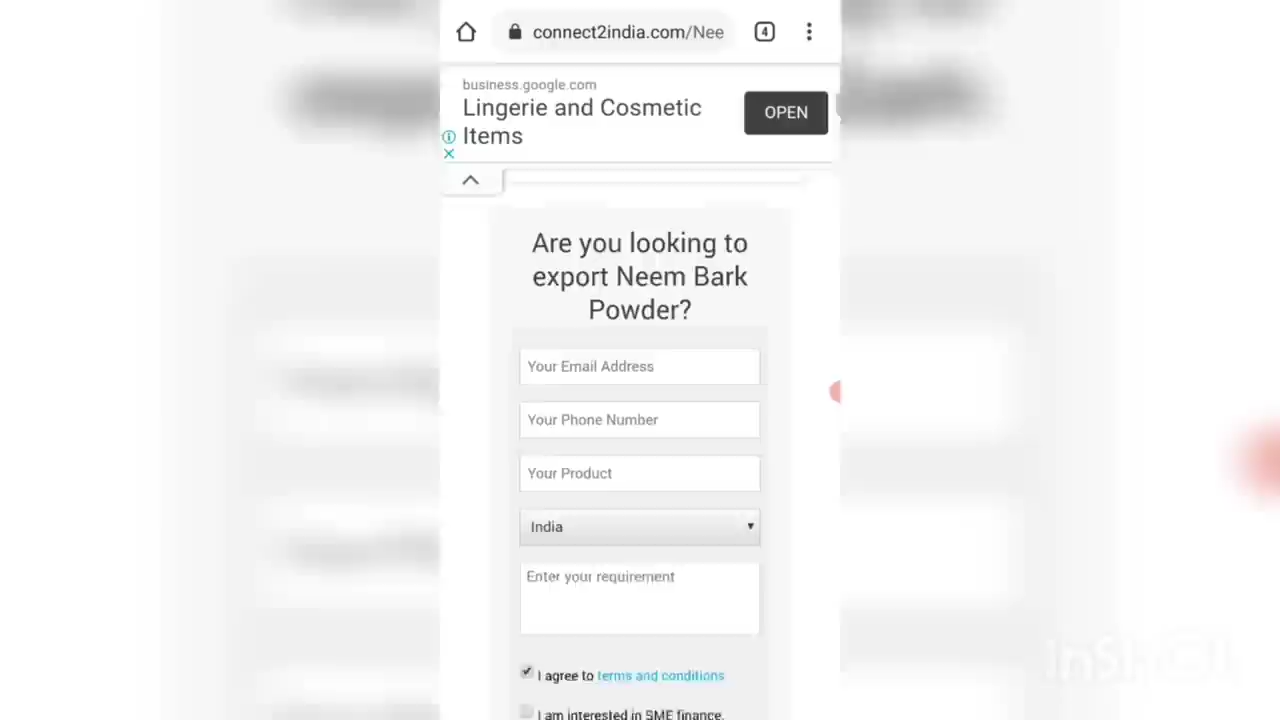 connect2india.com/Nee
4
business.google.com
Lingerie and Cosmetic
Items
OPEN
Are you looking to
export Neem Bark
Powder?
Your Email Address
Your Phone Number
Your Product
India
Enter your requirement
I agree to terms and conditions
I am interested in SME finance.